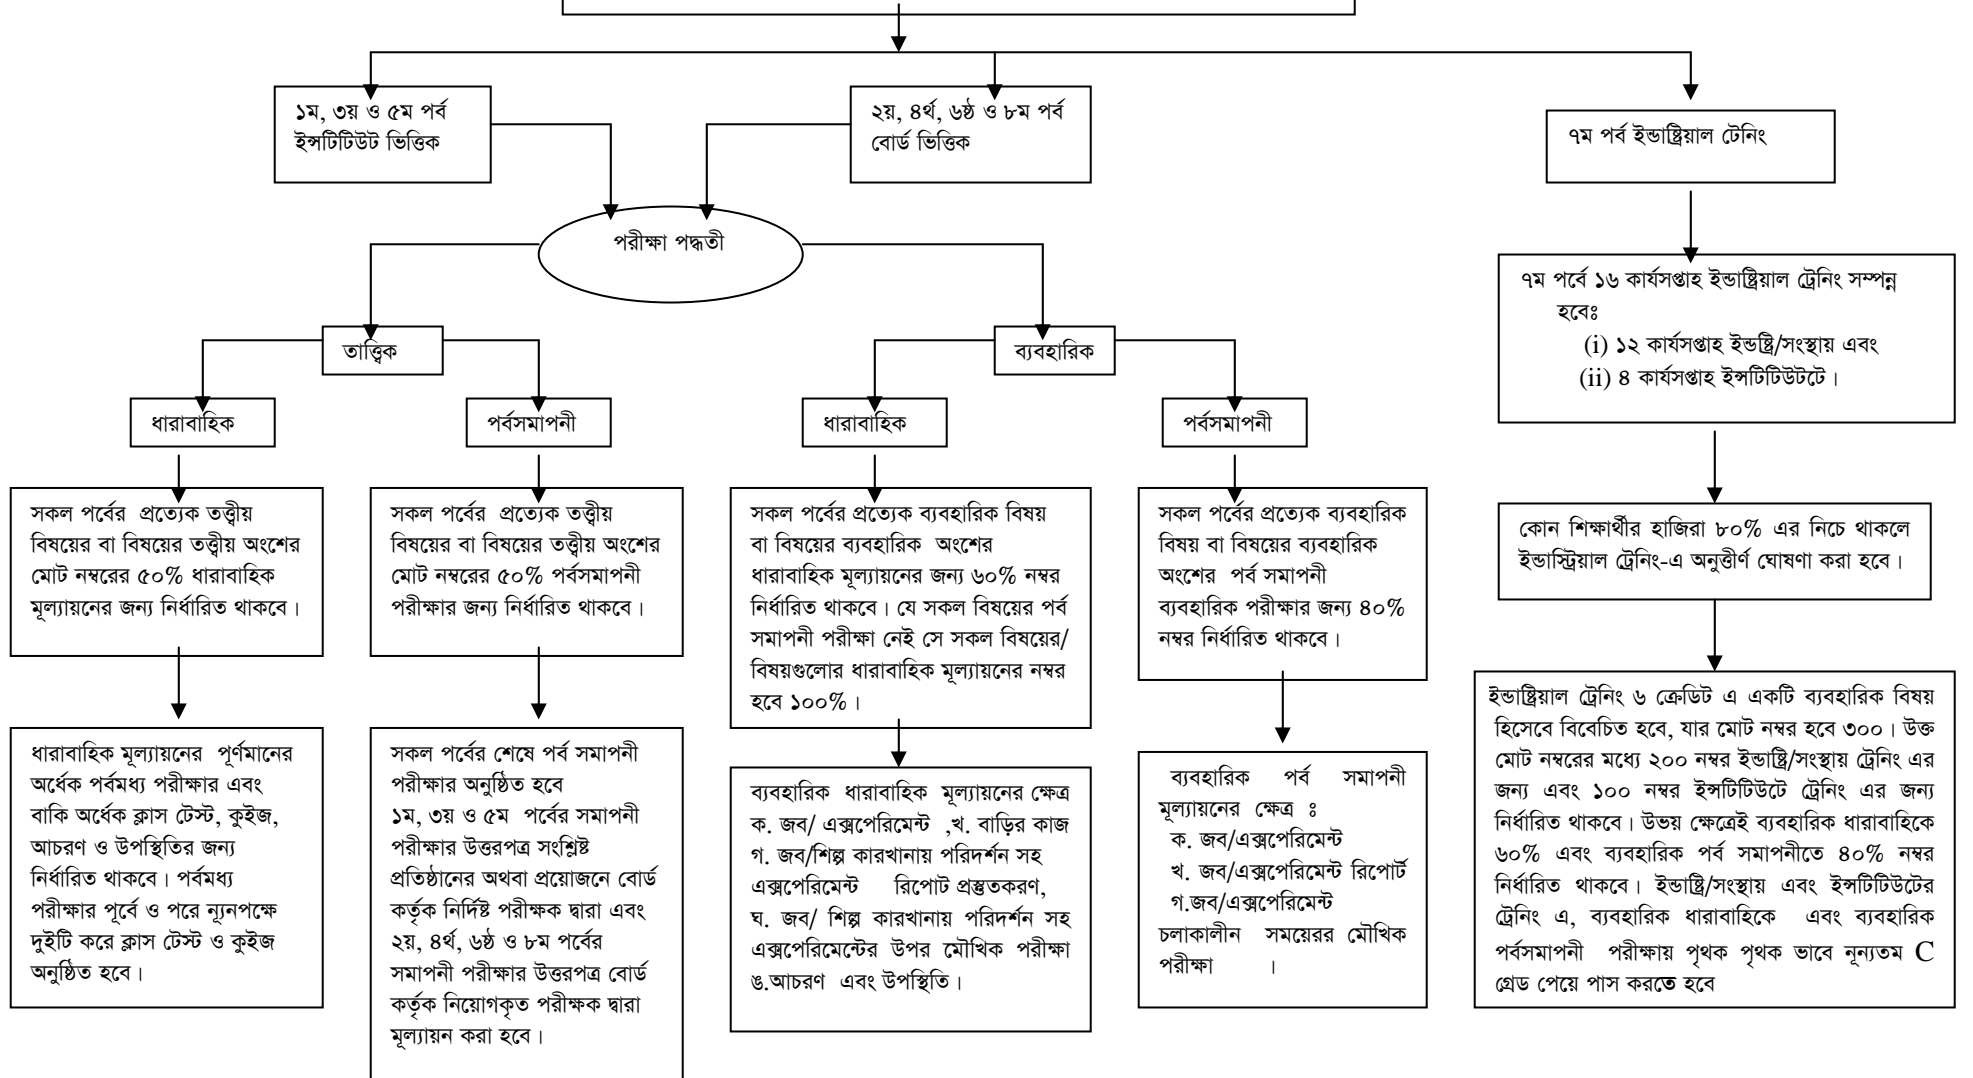 ১ম, ৩য় ও ৫ম পর্ব
ইন্সটিটিউট ভিত্তিক
২য়, ৪র্থ, ৬ষ্ঠ ও ৮ম পর্ব
বোর্ড ভিত্তিক
৭ম পর্ব ইন্ডাষ্ট্রিয়াল টেনিং
পরীক্ষা পদ্ধতী
৭ম পর্বে ১৬ কার্যসপ্তাহ ইন্ডাষ্ট্রিয়াল ট্রেনিং সম্পন্ন
হবেঃ
(i) ১২ কার্যসপ্তাহ ইন্ডষ্ট্রি/সংস্থায় এবং
(ii) ৪ কার্যসপ্তাহ ইন্সটিটিউটটে।
তাত্ত্বিক
ব্যবহারিক
ধারাবাহিক
পর্বসমাপনী
ধারাবাহিক
পর্বসমাপনী
সকল পর্বের প্রত্যেক তত্ত্বীয়
বিষয়ের বা বিষয়ের তত্ত্বীয় অংশের
মোট নম্বরের ৫০% ধারাবাহিক
মূল্যায়নের জন্য নির্ধারিত থাকবে।
সকল পর্বের প্রত্যেক তত্ত্বীয়
বিষয়ের বা বিষয়ের তত্ত্বীয় অংশের
মোট নম্বরের ৫০% পর্বসমাপনী
পরীক্ষার জন্য নির্ধারিত থাকবে।
সকল পর্বের প্রত্যেক ব্যবহারিক বিষয়
বা বিষয়ের ব্যবহারিক অংশের
ধারাবাহিক মূল্যায়নের জন্য ৬০% নম্বর
নির্ধারিত থাকবে। যে সকল বিষয়ের পর্ব
সমাপনী পরীক্ষা নেই সে সকল বিষয়ের/
বিষয়গুলোর ধারাবাহিক মূল্যায়নের নম্বর
হবে ১০০%।
সকল পর্বের প্রত্যেক ব্যবহারিক
বিষয় বা বিষয়ের ব্যবহারিক
অংশের পর্ব সমাপনী
ব্যবহারিক পরীক্ষার জন্য ৪০%
নম্বর নির্ধারিত থাকবে।
কোন শিক্ষার্থীর হাজিরা ৮০% এর নিচে থাকলে
ইন্ডাস্ট্রিয়াল ট্রেনিং-এ অনুত্তীর্ণ ঘোষণা করা হবে।
ধারাবাহিক মূল্যায়নের পূর্ণমানের
অর্ধেক পর্বমধ্য পরীক্ষার এবং
বাকি অর্ধেক ক্লাস টেস্ট, কুইজ,
আচরণ ও উপস্থিতির জন্য
নির্ধারিত থাকবে। পর্বমধ্য
পরীক্ষার পূর্বে ও পরে ন্যূনপক্ষে
দুইটি করে ক্লাস টেস্ট ও কুইজ
অনুষ্ঠিত হবে।
সকল পর্বের শেষে পর্ব সমাপনী
পরীক্ষার অনুষ্ঠিত হবে
১ম, ৩য় ও ৫ম পর্বের সমাপনী
পরীক্ষার উত্তরপত্র সংশ্লিষ্ট
প্রতিষ্ঠানের অথবা প্রয়োজনে বোর্ড
কর্তৃক নির্দিষ্ট পরীক্ষক দ্বারা এবং
২য়, ৪র্থ, ৬ষ্ঠ ও ৮ম পর্বের
সমাপনী পরীক্ষার উত্তরপত্র বোর্ড
কর্তৃক নিয়োগকৃত পরীক্ষক দ্বারা
মূল্যায়ন করা হবে।
ব্যবহারিক ধারাবাহিক মূল্যায়নের ক্ষেত্র
ক. জব/ এক্সপেরিমেন্ট ,খ. বাড়ির কাজ
গ. জব/শিল্প কারখানায় পরিদর্শন সহ
এক্সপেরিমেন্ট রিপোট প্রস্তুতকরণ,
ঘ. জব/ শিল্প কারখানায় পরিদর্শন সহ
এক্সপেরিমেন্টের উপর মৌখিক পরীক্ষা
ঙ.আচরণ এবং উপস্থিতি।
ব্যবহারিক পর্ব সমাপনী
মূল্যায়নের ক্ষেত্র ঃ
ক. জব/এক্সপেরিমেন্ট
খ. জব/এক্সপেরিমেন্ট রিপোর্ট
গ.জব/এক্সপেরিমেন্ট
চলাকালীন সময়েরর মৌখিক
পরীক্ষা ।
ইন্ডাষ্ট্রিয়াল ট্রেনিং ৬ ক্রেডিট এ একটি ব্যবহারিক বিষয়
হিসেবে বিবেচিত হবে, যার মোট নম্বর হবে ৩০০। উক্ত
মোট নম্বরের মধ্যে ২০০ নম্বর ইন্ডাষ্ট্রি/সংস্থায় ট্রেনিং এর
জন্য এবং ১০০ নম্বর ইন্সটিটিউটে ট্রেনিং এর জন্য
নির্ধারিত থাকবে। উভয় ক্ষেত্রেই ব্যবহারিক ধারাবাহিকে
৬০% এবং ব্যবহারিক পর্ব সমাপনীতে ৪০% নম্বর
নির্ধারিত থাকবে। ইন্ডাষ্ট্রি/সংস্থায় এবং ইন্সটিটিউটের
ট্রেনিং এ, ব্যবহারিক ধারাবাহিকে এবং ব্যবহারিক
পর্বসমাপনী পরীক্ষায় পৃথক পৃথক ভাবে নূন্যতম C
গ্রেড পেয়ে পাস করতে হবে